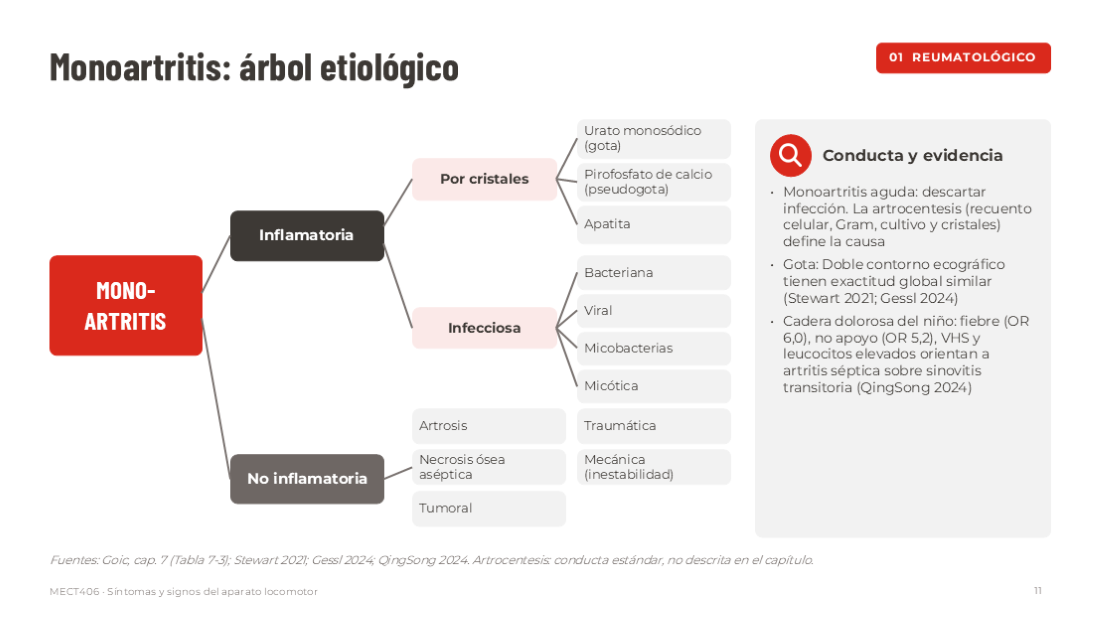 Monoartritis: árbol etiológico
01 REUMATOLÓGICO
MONO-
ARTRITIS
Inflamatoria
No inflamatoria
Por cristales
Urato monosódico
(gota)
Pirofosfato de calcio
(pseudogota)
Apatita
Infecciosa
Bacteriana
Viral
Micobacterias
Micótica
Artrosis
Traumática
Necrosis ósea
aséptica
Mecánica
(inestabilidad)
Tumoral
Conducta y evidencia
• Monoartritis aguda: descartar
infección. La artrocentesis (recuento
celular, Gram, cultivo y cristales)
define la causa
• Gota: Doble contorno ecográfico
tienen exactitud global similar
(Stewart 2021; Gessl 2024)
• Cadera dolorosa del niño: fiebre (OR
6,0), no apoyo (OR 5,2), VHS y
leucocitos elevados orientan a
artritis séptica sobre sinovitis
transitoria (QingSong 2024)
Fuentes: Goic, cap. 7 (Tabla 7-3); Stewart 2021; Gessl 2024; QingSong 2024. Artrocentesis: conducta estándar, no descrita en el capítulo.
MECT406 · Síntomas y signos del aparato locomotor
11